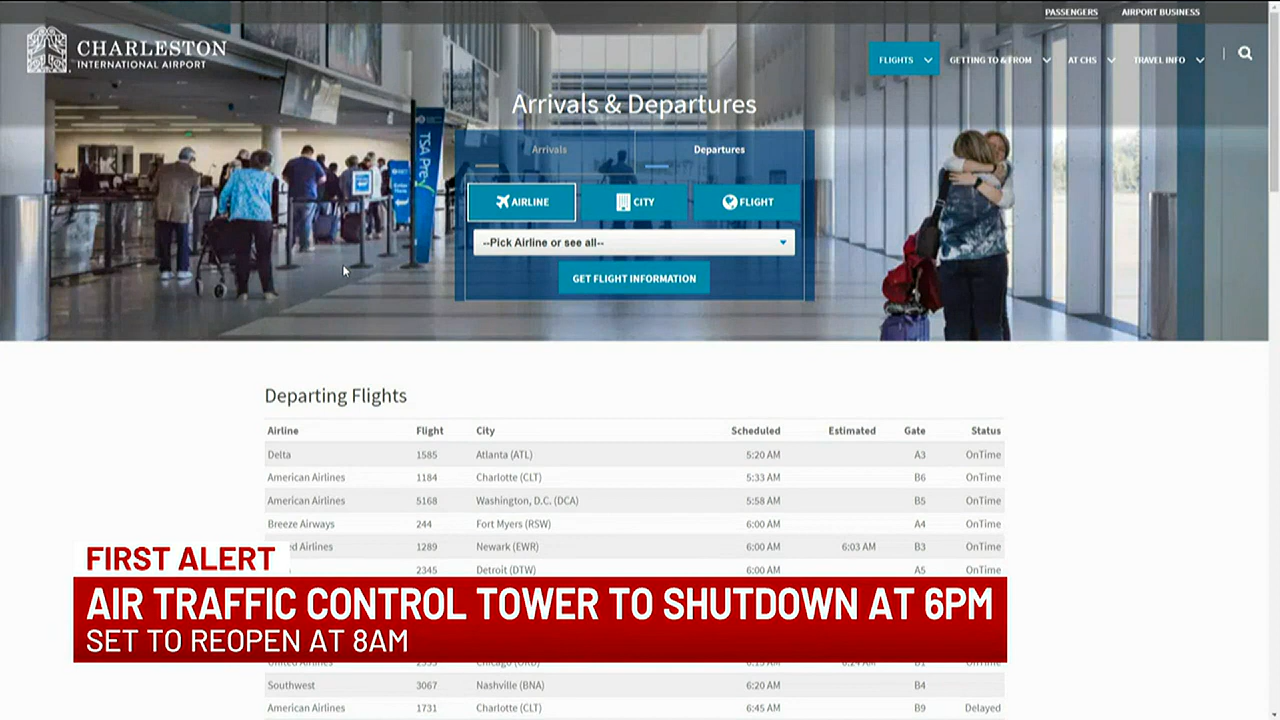 PASSENGERS AIRPORT BUSINESS
CHARLESTON
INTERNATIONAL AIRPORT
FLIGHTS GETTING TO & FROM AT CHS TRAVEL INFO
Arrivals & Departures
TSA Pre
Arrivals Departures
AIRLINE CITY FLIGHT
--Pick Airline or see all--
GET FLIGHT INFORMATION
Departing Flights
Airline Flight City Scheduled Estimated Gate Status
Delta 1585 Atlanta (ATL) 5:20 AM A3 OnTime
American Airlines 1184 Charlotte (CLT) 5:33 AM B6 OnTime
American Airlines 5168 Washington, D.C. (DCA) 5:58 AM B5 OnTime
Breeze Airways 244 Fort Myers (RSW) 6:00 AM A4 OnTime
ed Airlines 1289 Newark (EWR) 6:00 AM 6:03 AM B3 OnTime
2345 Detroit (DTW) 6:00 AM A5 OnTime
FIRST ALERT
AIR TRAFFIC CONTROL TOWER TO SHUTDOWN AT 6PM
SET TO REOPEN AT 8AM
Southwest 3067 Nashville (BNA) 6:20 AM B4
American Airlines 1731 Charlotte (CLT) 6:45 AM B9 Delayed